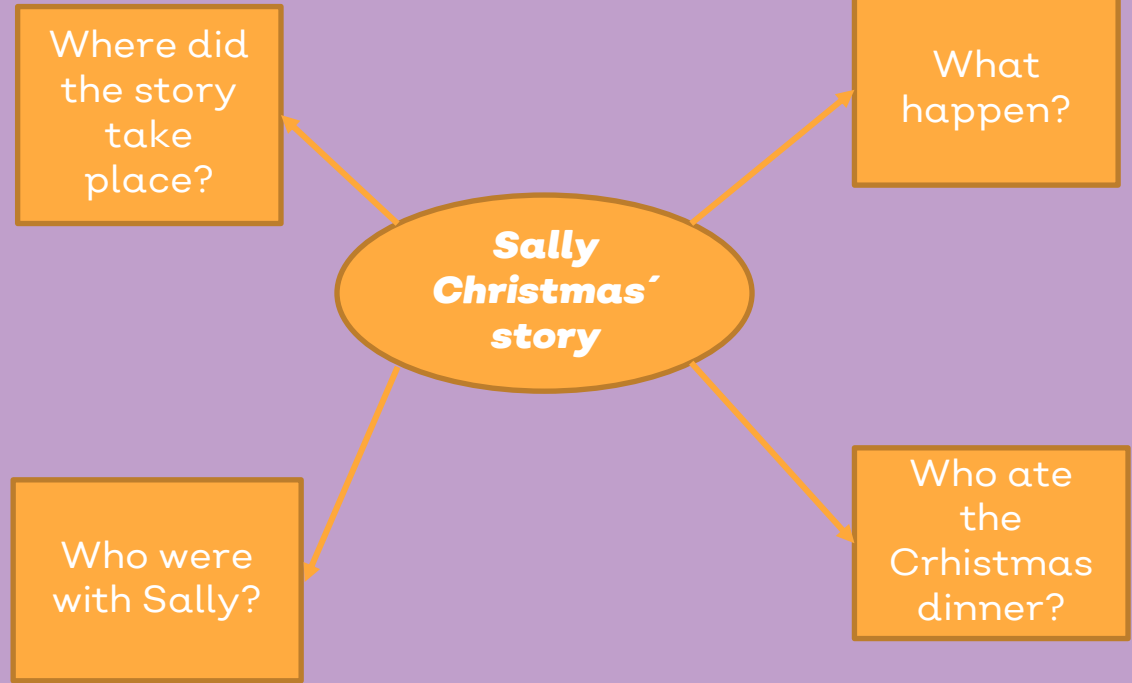 Where did
the story
take
place?
What
happen?
Sally
Christmas´
story
Who were
with Sally?
Who ate
the
Crhistmas
dinner?